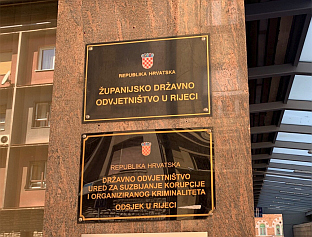 REPUBLIKA HRVATSKA
ŽUPANIJSKO DRŽAVNO
ODVJETNIŠTVO U RIJECI
REPUBLIKA HRVATSKA
DRŽAVNO ODVJETNIŠTVO
URED ZA SUZBIJANJE KORUPCIJE
I ORGANIZIRANOG KRIMINALITETA
ODSJEK U RIJECI